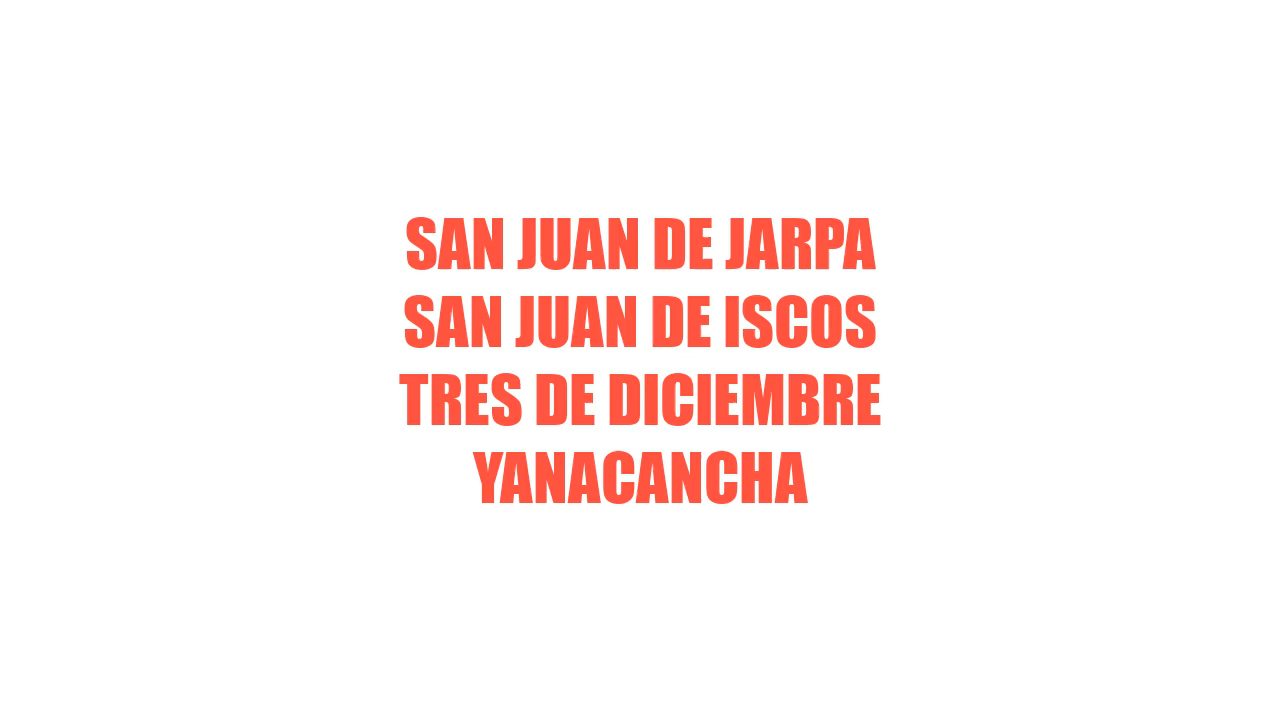 SAN JUAN DE JARPA
SAN JUAN DE ISCOS
TRES DE DICIEMBRE
YANACANCHA